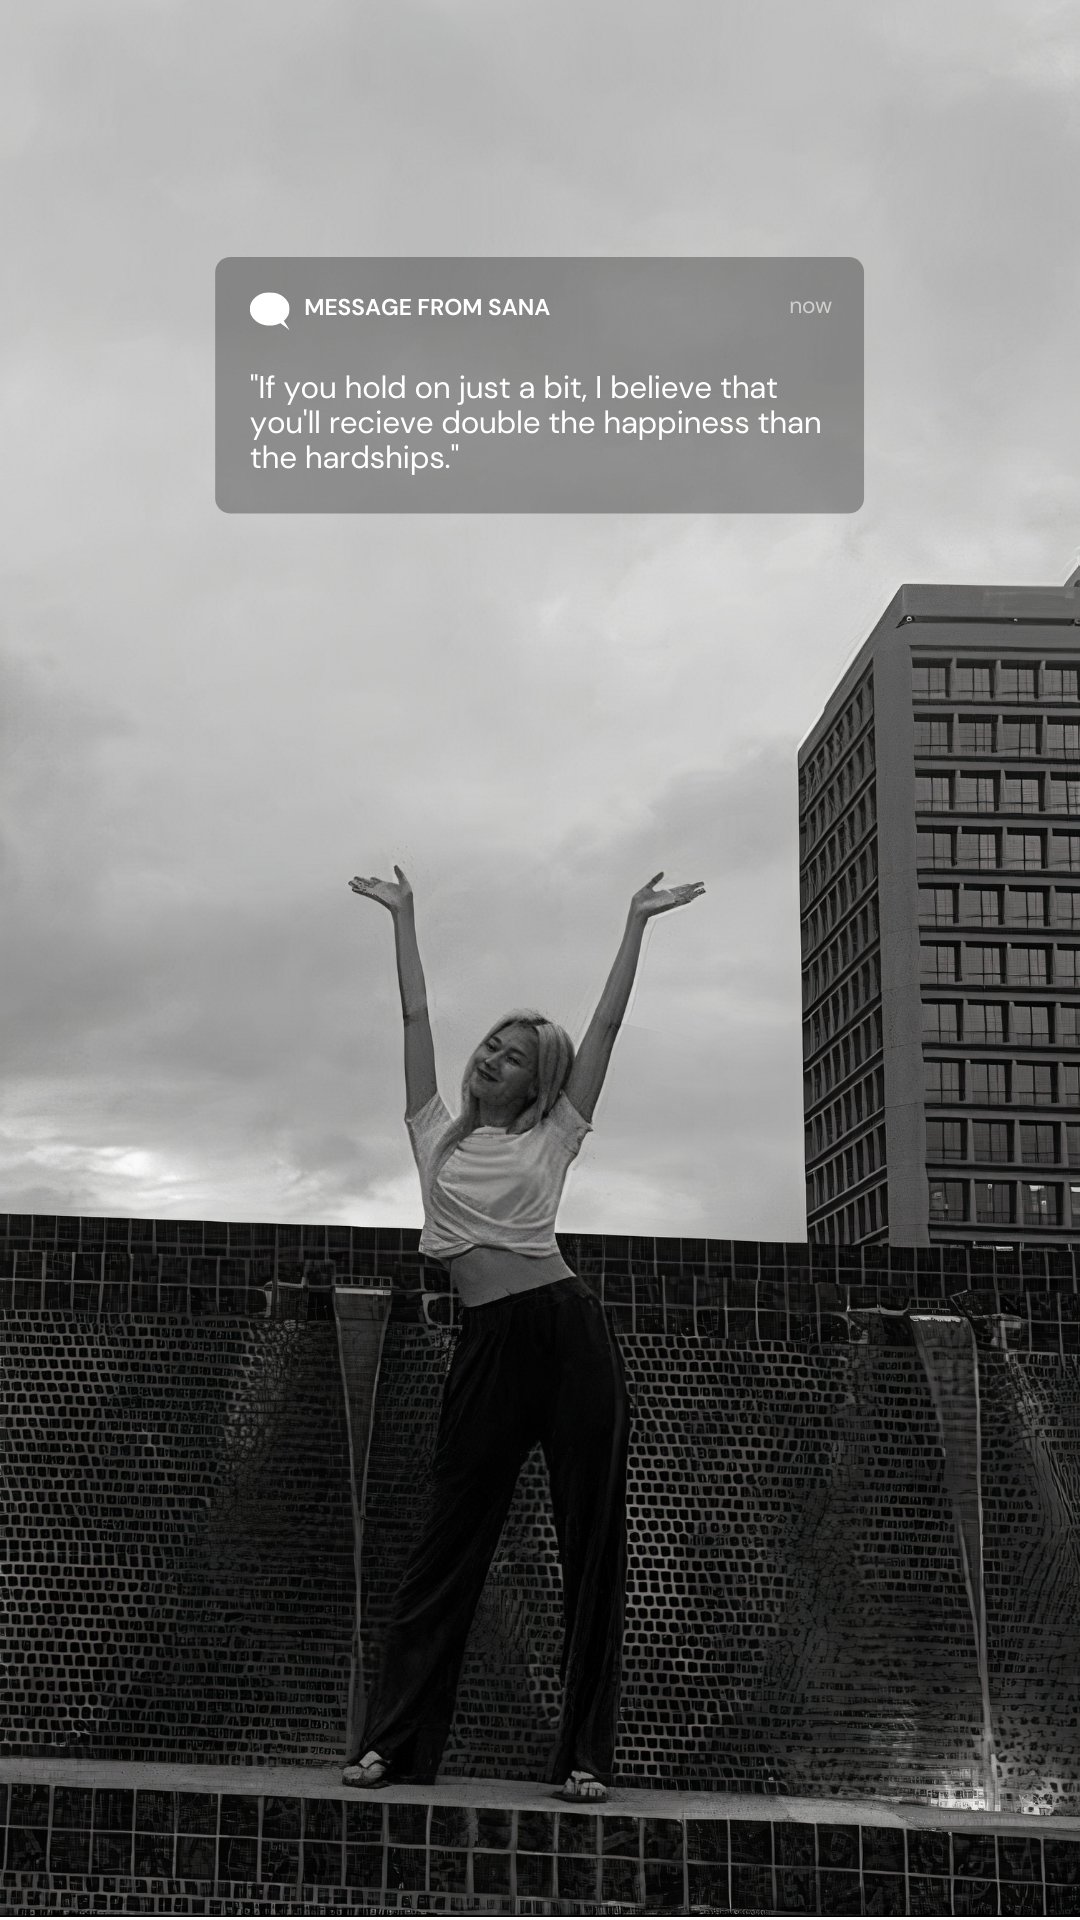 MESSAGE FROM SANA
now
"If you hold on just a bit, I believe that
you'll recieve double the happiness than
the hardships."